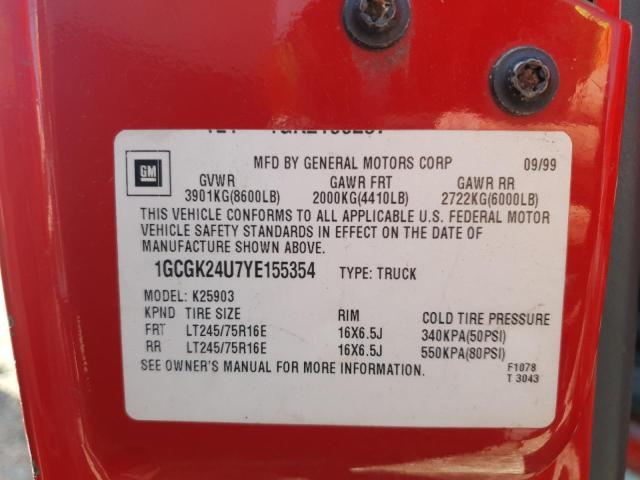 MFD BY GENERAL MOTORS CORP 09/99
GM
GVWR GAWR FRT GAWR RR
3901KG(8600LB) 2000KG(4410LB) 2722KG(6000LB)
THIS VEHICLE CONFORMS TO ALL APPLICABLE U.S. FEDERAL MOTOR
VEHICLE SAFETY STANDARDS IN EFFECT ON THE DATE OF
MANUFACTURE SHOWN ABOVE.
1GCGK24U7YE155354 TYPE: TRUCK
MODEL: K25903
KPND TIRE SIZE RIM COLD TIRE PRESSURE
FRT LT245/75R16E 16X6.5J 340KPA(50PSI)
RR LT245/75R16E 16X6.5J 550KPA(80PSI)
SEE OWNER'S MANUAL FOR MORE INFORMATION. F1078
T 3043